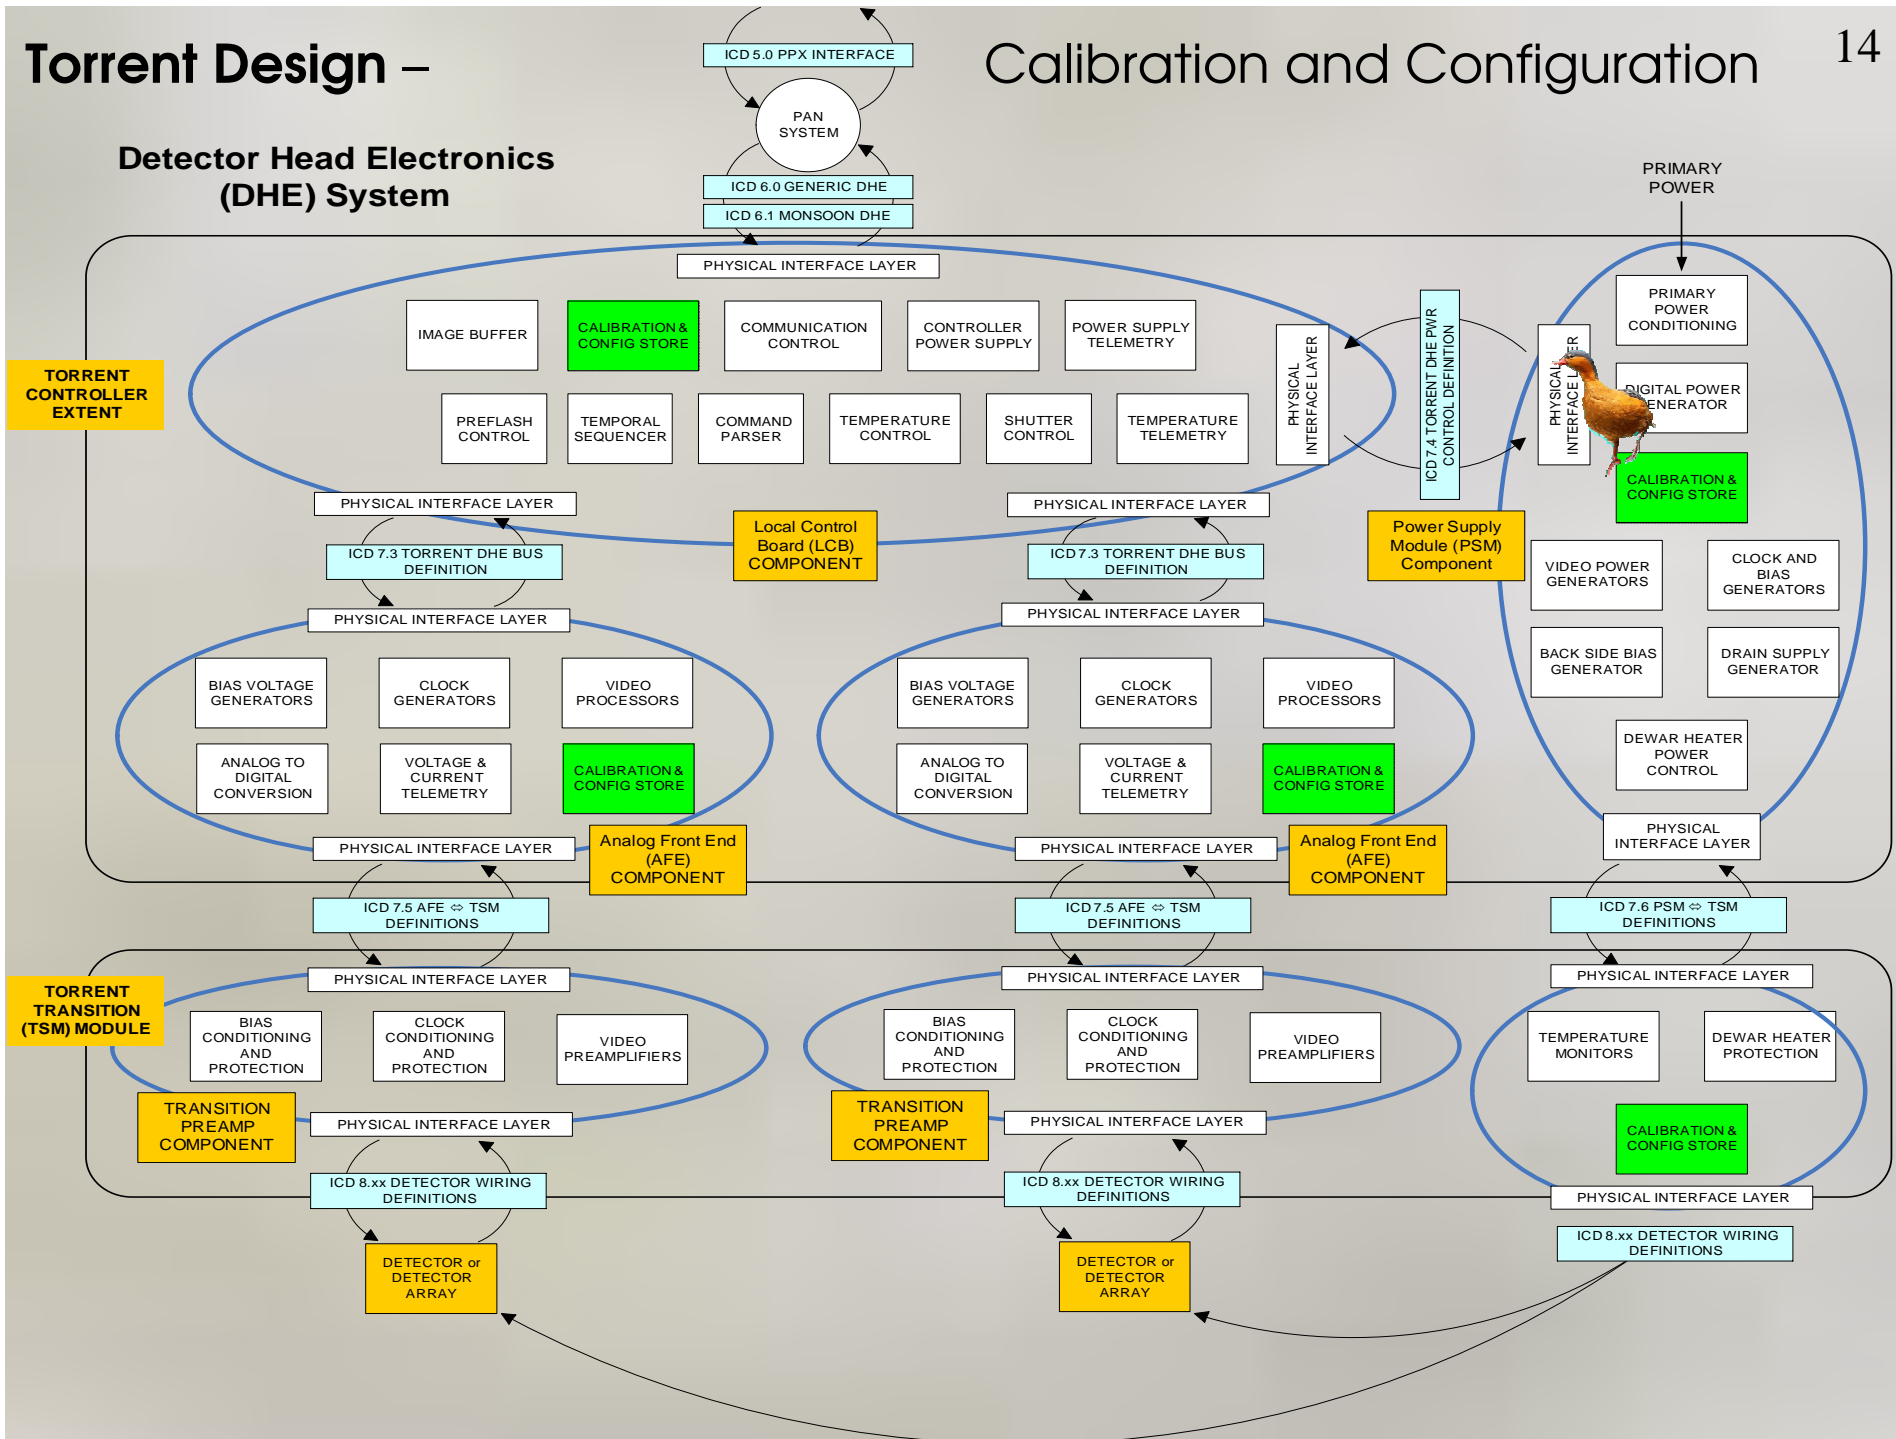 Torrent Design –
Calibration and Configuration
14
Detector Head Electronics
(DHE) System
ICD 5.0 PPX INTERFACE
PAN
SYSTEM
ICD 6.0 GENERIC DHE
ICD 6.1 MONSOON DHE
PRIMARY
POWER
PHYSICAL INTERFACE LAYER
IMAGE BUFFER
CALIBRATION &
CONFIG STORE
COMMUNICATION
CONTROL
CONTROLLER
POWER SUPPLY
POWER SUPPLY
TELEMETRY
PREFLASH
CONTROL
TEMPORAL
SEQUENCER
COMMAND
PARSER
TEMPERATURE
CONTROL
SHUTTER
CONTROL
TEMPERATURE
TELEMETRY
PHYSICAL
INTERFACE LAYER
ICD 7.4 TORRENT DHE PWR
CONTROL DEFINITION
PHYSICAL
INTERFACE
PRIMARY
POWER
CONDITIONING
DIGITAL POWER
CALIBRATION &
CONFIG STORE
VIDEO POWER
GENERATORS
CLOCK AND
BIAS
GENERATORS
BACK SIDE BIAS
GENERATOR
DRAIN SUPPLY
GENERATOR
DEWAR HEATER
POWER
CONTROL
PHYSICAL
INTERFACE LAYER
TORRENT
CONTROLLER
EXTENT
PHYSICAL INTERFACE LAYER
PHYSICAL INTERFACE LAYER
Local Control
Board (LCB)
COMPONENT
Power Supply
Module (PSM)
Component
ICD 7.3 TORRENT DHE BUS
DEFINITION
ICD 7.3 TORRENT DHE BUS
DEFINITION
PHYSICAL INTERFACE LAYER
BIAS VOLTAGE
GENERATORS
CLOCK
GENERATORS
VIDEO
PROCESSORS
ANALOG TO
DIGITAL
CONVERSION
VOLTAGE &
CURRENT
TELEMETRY
CALIBRATION &
CONFIG STORE
PHYSICAL INTERFACE LAYER
Analog Front End
(AFE)
COMPONENT
PHYSICAL INTERFACE LAYER
BIAS VOLTAGE
GENERATORS
CLOCK
GENERATORS
VIDEO
PROCESSORS
ANALOG TO
DIGITAL
CONVERSION
VOLTAGE &
CURRENT
TELEMETRY
CALIBRATION &
CONFIG STORE
PHYSICAL INTERFACE LAYER
Analog Front End
(AFE)
COMPONENT
ICD 7.5 AFE ⇔ TSM
DEFINITIONS
ICD 7.5 AFE ⇔ TSM
DEFINITIONS
ICD 7.6 PSM ⇔ TSM
DEFINITIONS
TORRENT
TRANSITION
(TSM) MODULE
PHYSICAL INTERFACE LAYER
BIAS
CONDITIONING
AND
PROTECTION
CLOCK
CONDITIONING
AND
PROTECTION
VIDEO
PREAMPLIFIERS
TRANSITION
PREAMP
COMPONENT
PHYSICAL INTERFACE LAYER
PHYSICAL INTERFACE LAYER
BIAS
CONDITIONING
AND
PROTECTION
CLOCK
CONDITIONING
AND
PROTECTION
VIDEO
PREAMPLIFIERS
TRANSITION
PREAMP
COMPONENT
PHYSICAL INTERFACE LAYER
PHYSICAL INTERFACE LAYER
TEMPERATURE
MONITORS
DEWAR HEATER
PROTECTION
CALIBRATION &
CONFIG STORE
PHYSICAL INTERFACE LAYER
ICD 8.xx DETECTOR WIRING
DEFINITIONS
ICD 8.xx DETECTOR WIRING
DEFINITIONS
ICD 8.xx DETECTOR WIRING
DEFINITIONS
DETECTOR or
DETECTOR
ARRAY
DETECTOR or
DETECTOR
ARRAY